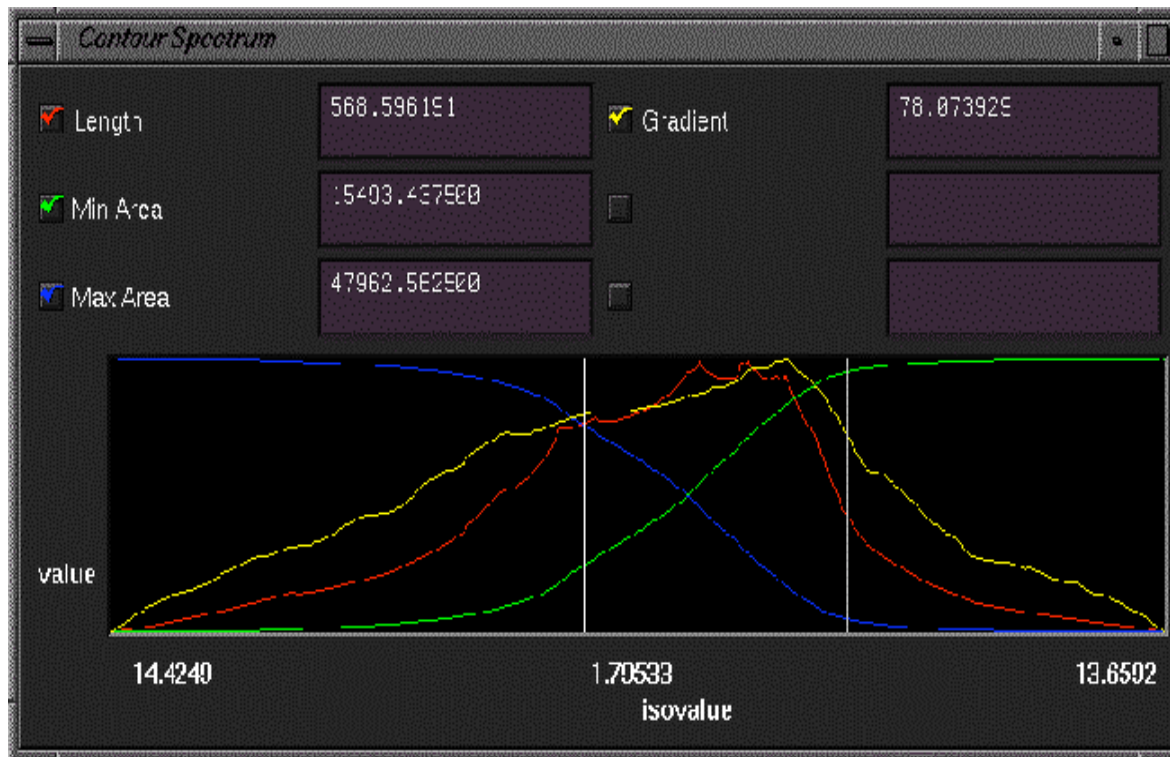 Contour Spectrum
Length 568.596191 Gradient 78.073929
Min Area 15403.437500
Max Area 47962.562500
value
14.4249 1.70533 13.6592
isovalue